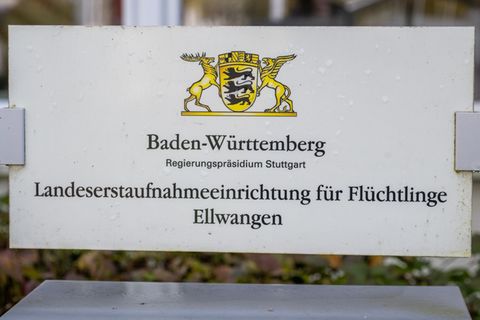 Baden-Württemberg
Regierungspräsidium Stuttgart
Landeserstaufnahmeeinrichtung für Flüchtlinge
Ellwangen